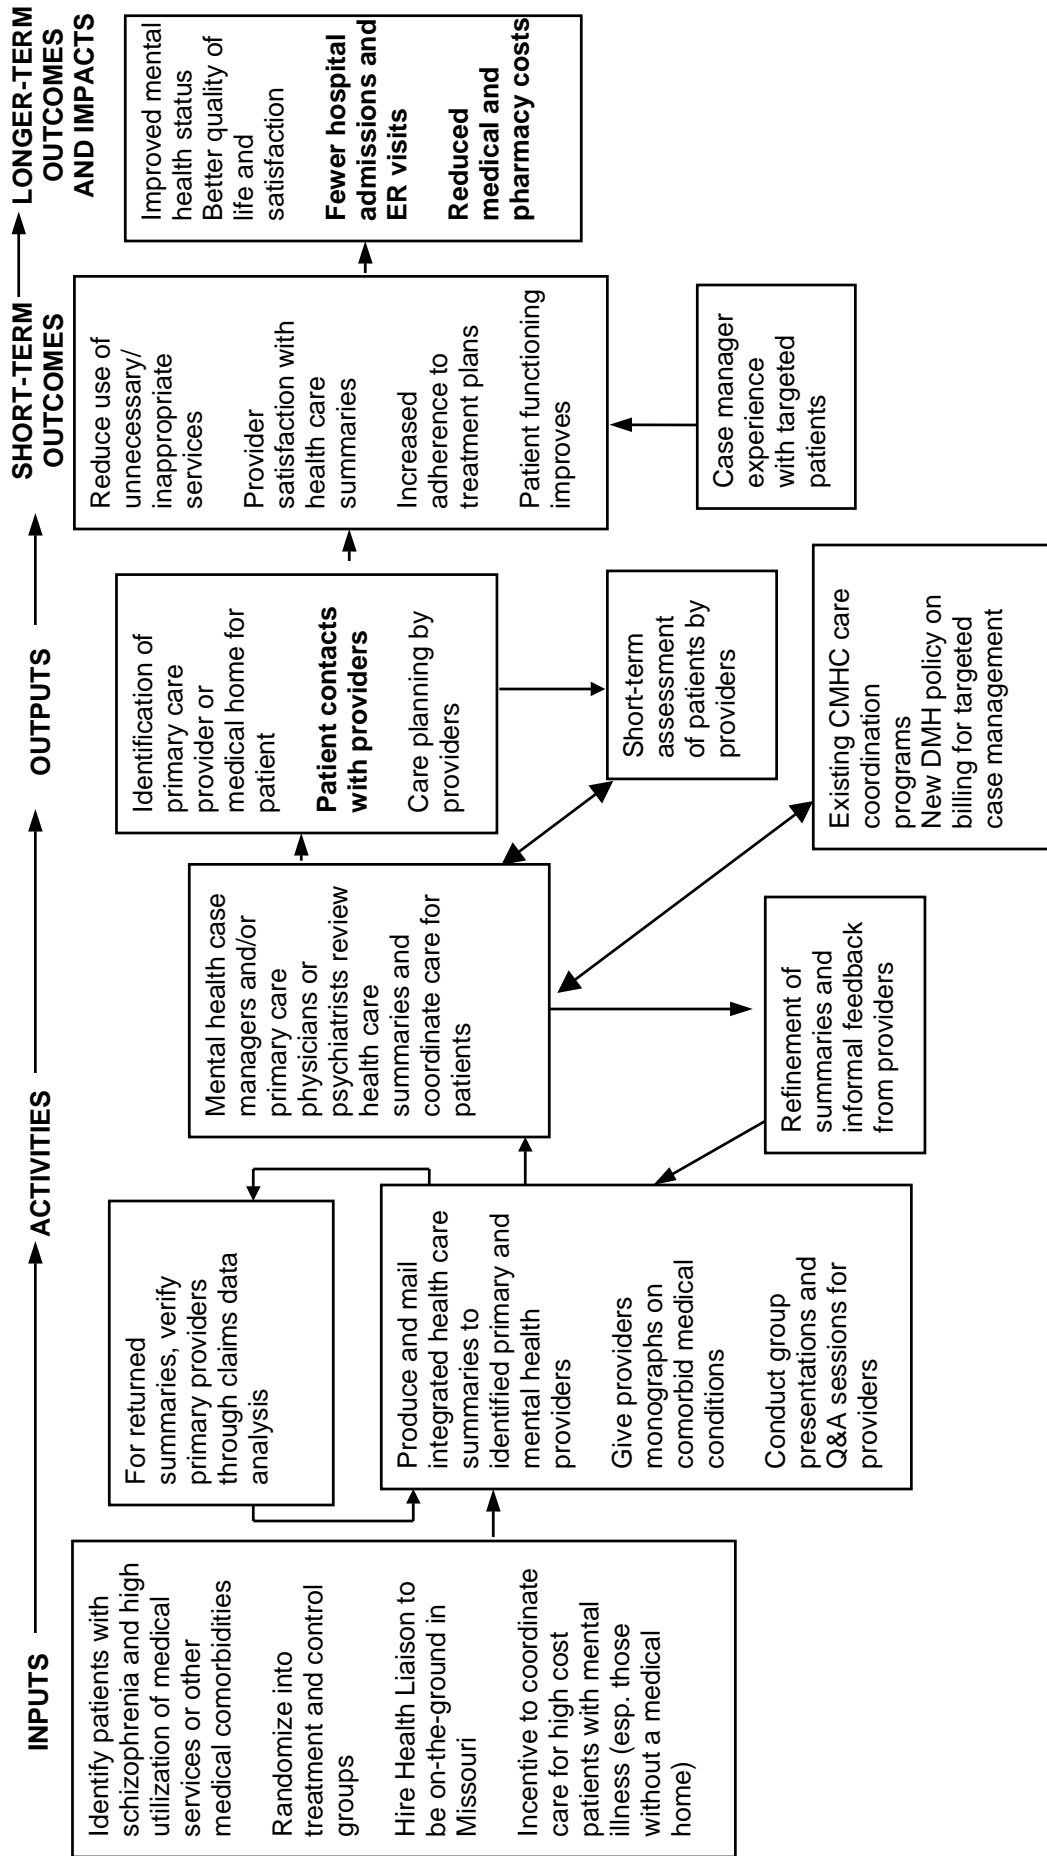 INPUTS
ACTIVITIES
OUTPUTS
SHORT-TERM
OUTCOMES
LONGER-TERM
OUTCOMES
AND IMPACTS
Identify patients with
schizophrenia and high
utilization of medical
services or other
medical comorbidities
Randomize into
treatment and control
groups
Hire Health Liaison to
be on-the-ground in
Missouri
Incentive to coordinate
care for high cost
patients with mental
illness (esp. those
without a medical
home)
For returned
summaries, verify
primary providers
through claims data
analysis
Produce and mail
integrated health care
summaries to
identified primary and
mental health
providers
Give providers
monographs on
comorbid medical
conditions
Conduct group
presentations and
Q&A sessions for
providers
Mental health case
managers and/or
primary care
physicians or
psychiatrists review
health care
summaries and
coordinate care for
patients
Refinement of
summaries and
informal feedback
from providers
Identification of
primary care
provider or
medical home for
patient
Patient contacts
with providers
Care planning by
providers
Short-term
assessment
of patients by
providers
Existing CMHC care
coordination
programs
New DMH policy on
billing for targeted
case management
Reduce use of
unnecessary/
inappropriate
services
Provider
satisfaction with
health care
summaries
Increased
adherence to
treatment plans
Patient functioning
improves
Case manager
experience
with targeted
patients
Improved mental
health status
Better quality of
life and
satisfaction
Fewer hospital
admissions and
ER visits
Reduced
medical and
pharmacy costs